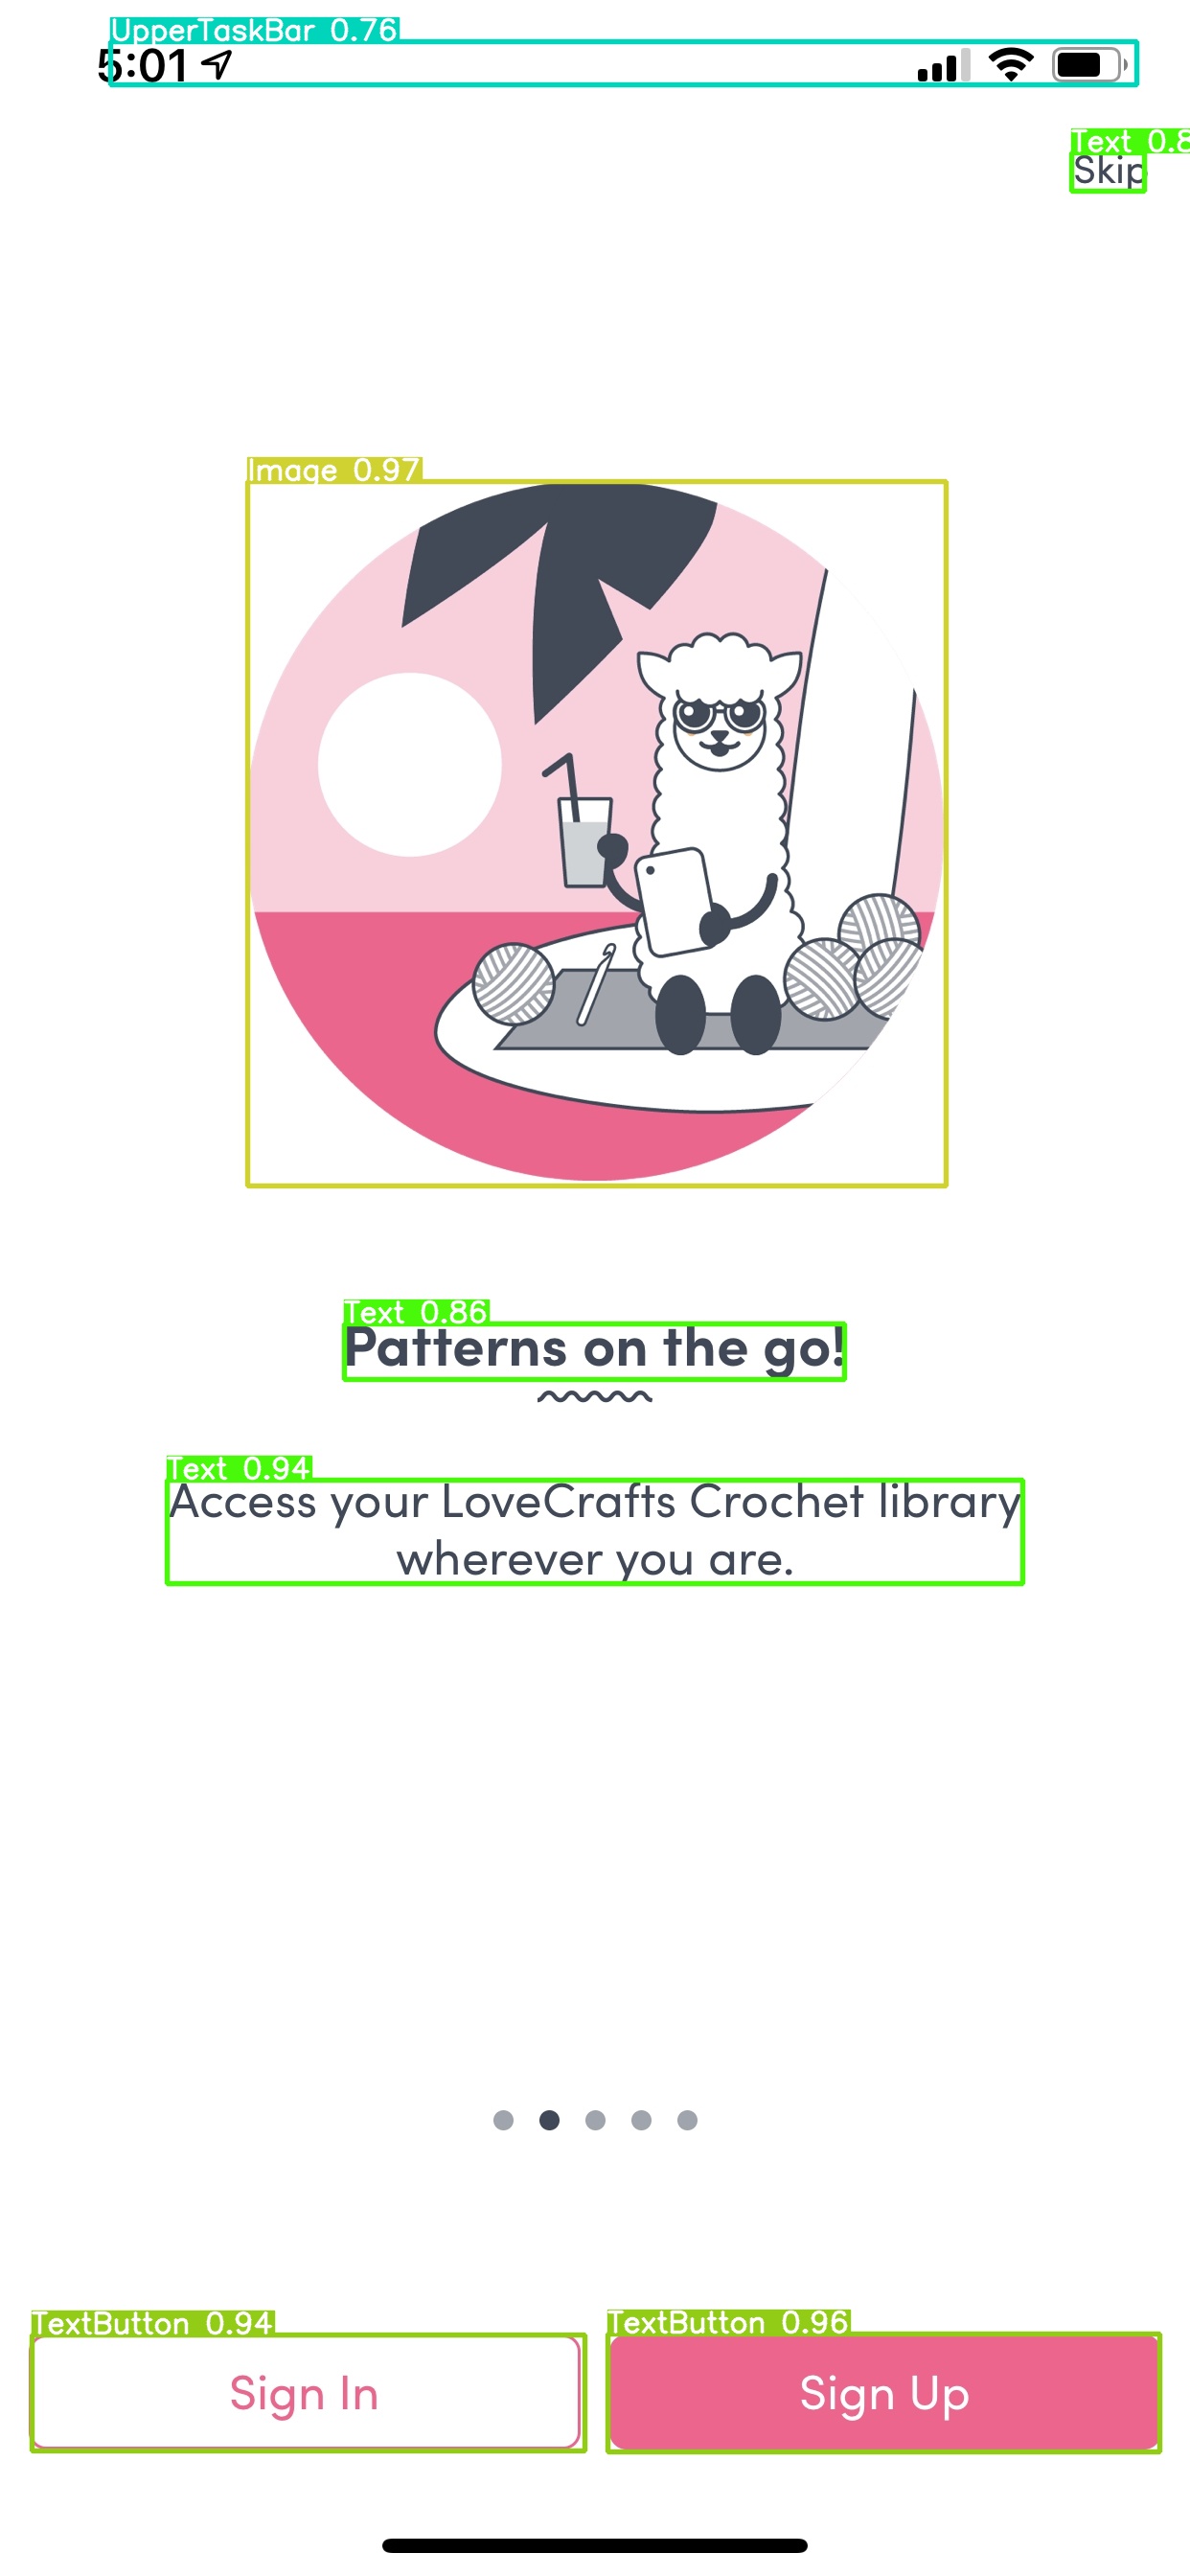 UpperTaskBar 0.76
5:01
Text 0.8
Skip
Image 0.97
Text 0.86
Patterns on the go!
Text 0.94
Access your LoveCrafts Crochet library
wherever you are.
TextButton 0.94
TextButton 0.96
Sign In
Sign Up